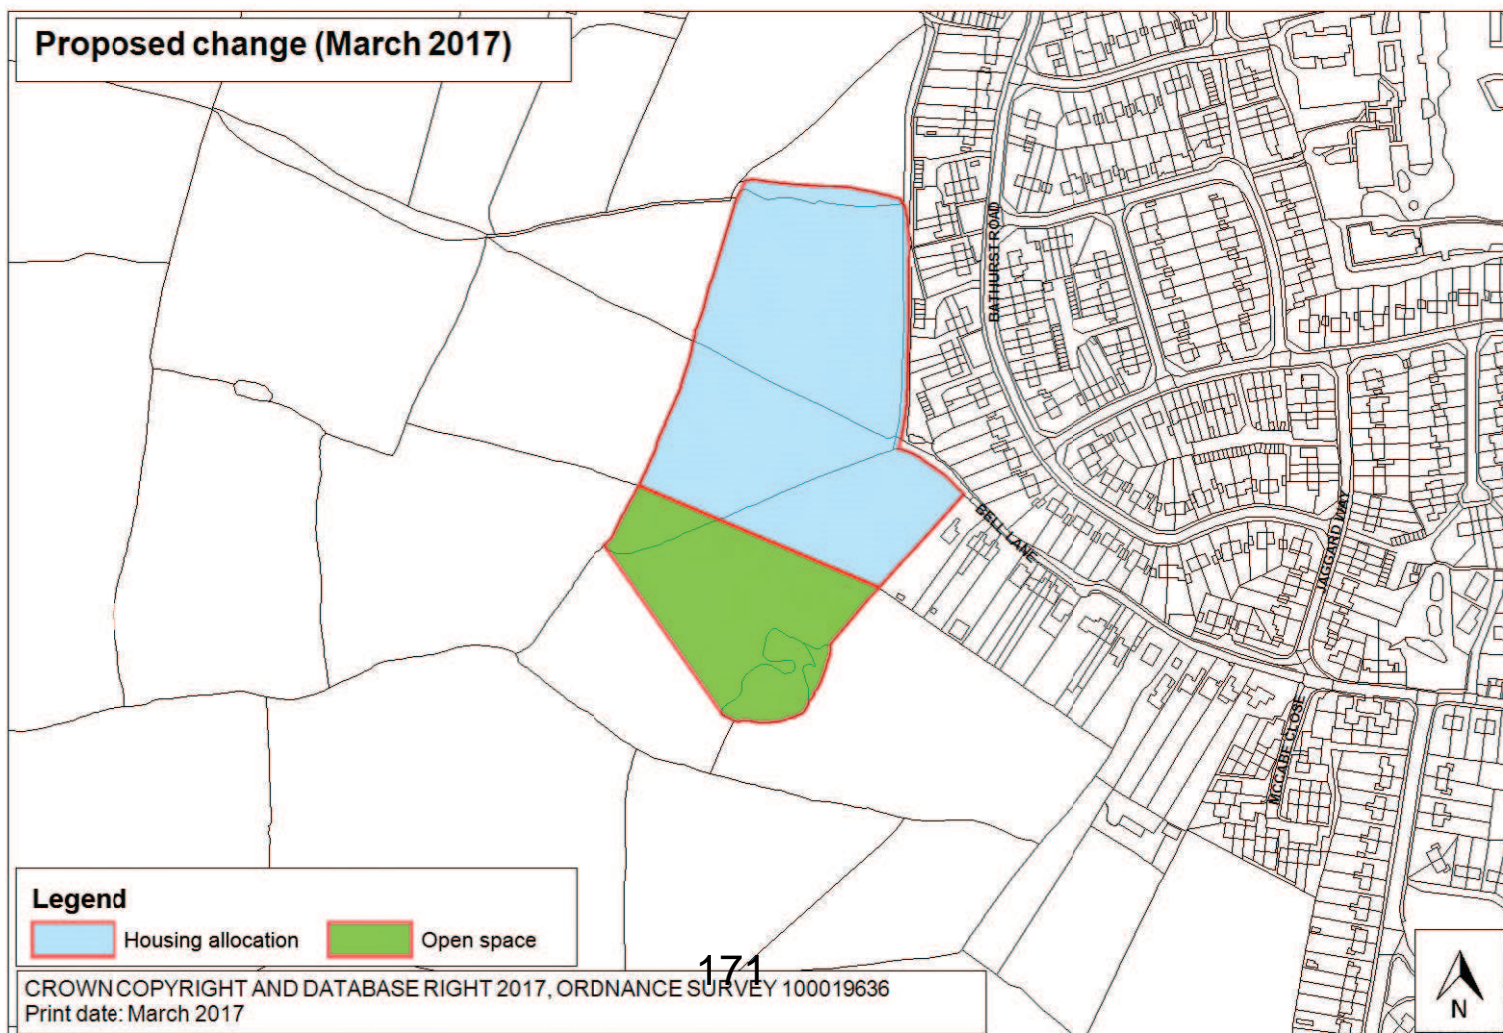 Proposed change (March 2017)
BATHURST ROAD
BELL LANE
JAGGARD WAY
MCCABE CLOSE
Legend
Housing allocation
Open space
171
CROWN COPYRIGHT AND DATABASE RIGHT 2017, ORDNANCE SURVEY 100019636
Print date: March 2017
N